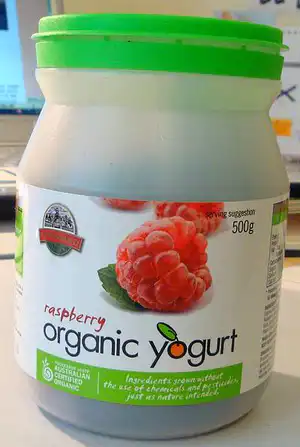 serving suggestion
500g
raspberry
organic yogurt
AUSTRALIAN
CERTIFIED
ORGANIC
Ingredients grown without
the use of chemicals and pesticides,
just as nature intended.